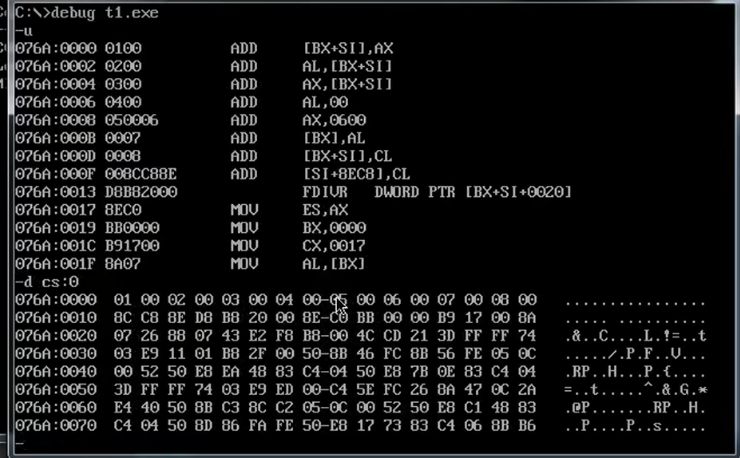 C:\>debug t1.exe
-u
076A:0000 0100          ADD     [BX+SI],AX
076A:0002 0200          ADD     AL,[BX+SI]
076A:0004 0300          ADD     AX,[BX+SI]
076A:0006 0400          ADD     AL,00
076A:0008 050006        ADD     AX,0600
076A:000B 0007          ADD     [BX],AL
076A:000D 0008          ADD     [BX+SI],CL
076A:000F 008CC88E      ADD     [SI+8EC8],CL
076A:0013 D8B82000              FDIVR   DWORD PTR [BX+SI+0020]
076A:0017 8EC0          MOV     ES,AX
076A:0019 BB0000        MOV     BX,0000
076A:001C B91700        MOV     CX,0017
076A:001F 8A07          MOV     AL,[BX]
-d cs:0
076A:0000  01 00 02 00 03 00 04 00-05 00 06 00 07 00 08 00   ................
076A:0010  8C C8 8E D8 B8 20 00 8E-C0 BB 00 00 B9 17 00 8A   ..... ..........
076A:0020  07 26 88 07 43 E2 F8 B8-00 4C CD 21 3D FF FF 74   .&..C....L.!=..t
076A:0030  03 E9 11 01 B8 2F 00 50-8B 46 FC 8B 56 FE 05 0C   ...../.P.F..V...
076A:0040  00 52 50 E8 EA 48 83 C4-04 50 E8 7B 0E 83 C4 04   .RP..H...P.{....
076A:0050  3D FF FF 74 03 E9 ED 00-C4 5E FC 26 8A 47 0C 2A   =..t.....^.&.G.*
076A:0060  E4 40 50 8B C3 8C C2 05-0C 00 52 50 E8 C1 48 83   .@P.......RP..H.
076A:0070  C4 04 50 8D 86 FA FE 50-E8 17 73 83 C4 06 8B B6   ..P....P..s.....
-